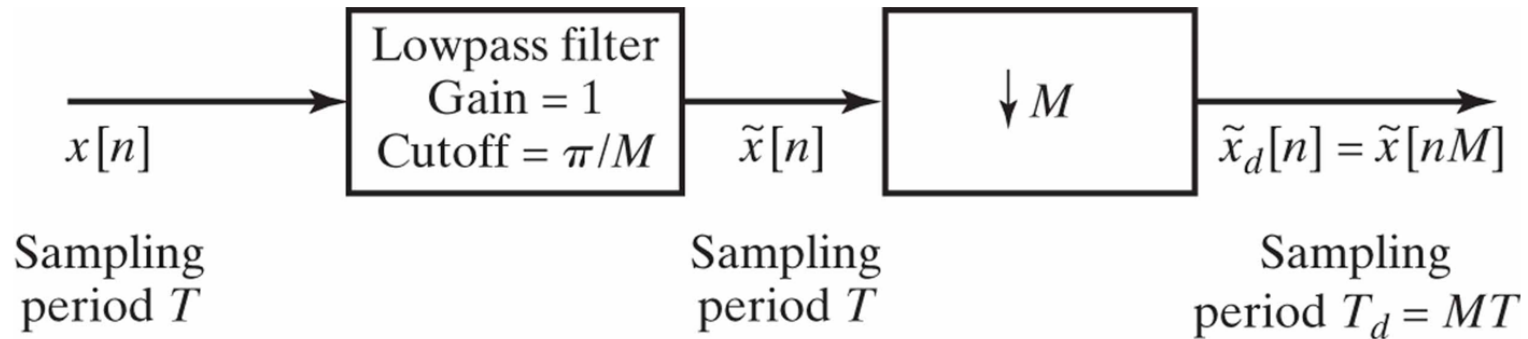 Lowpass filter
Gain = 1
Cutoff = π/M
↓ M
x[n]
x̃[n]
x̃_d[n] = x̃[nM]
Sampling
period T
Sampling
period T
Sampling
period T_d = MT